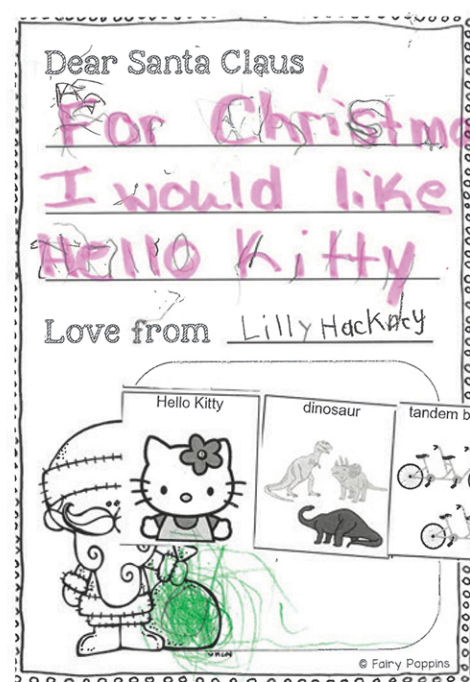 Dear Santa Claus
For Christma
I would like
Hello Kitty
Love from Lilly Hackney
Hello Kitty
dinosaur
tandem b
© Fairy Poppins